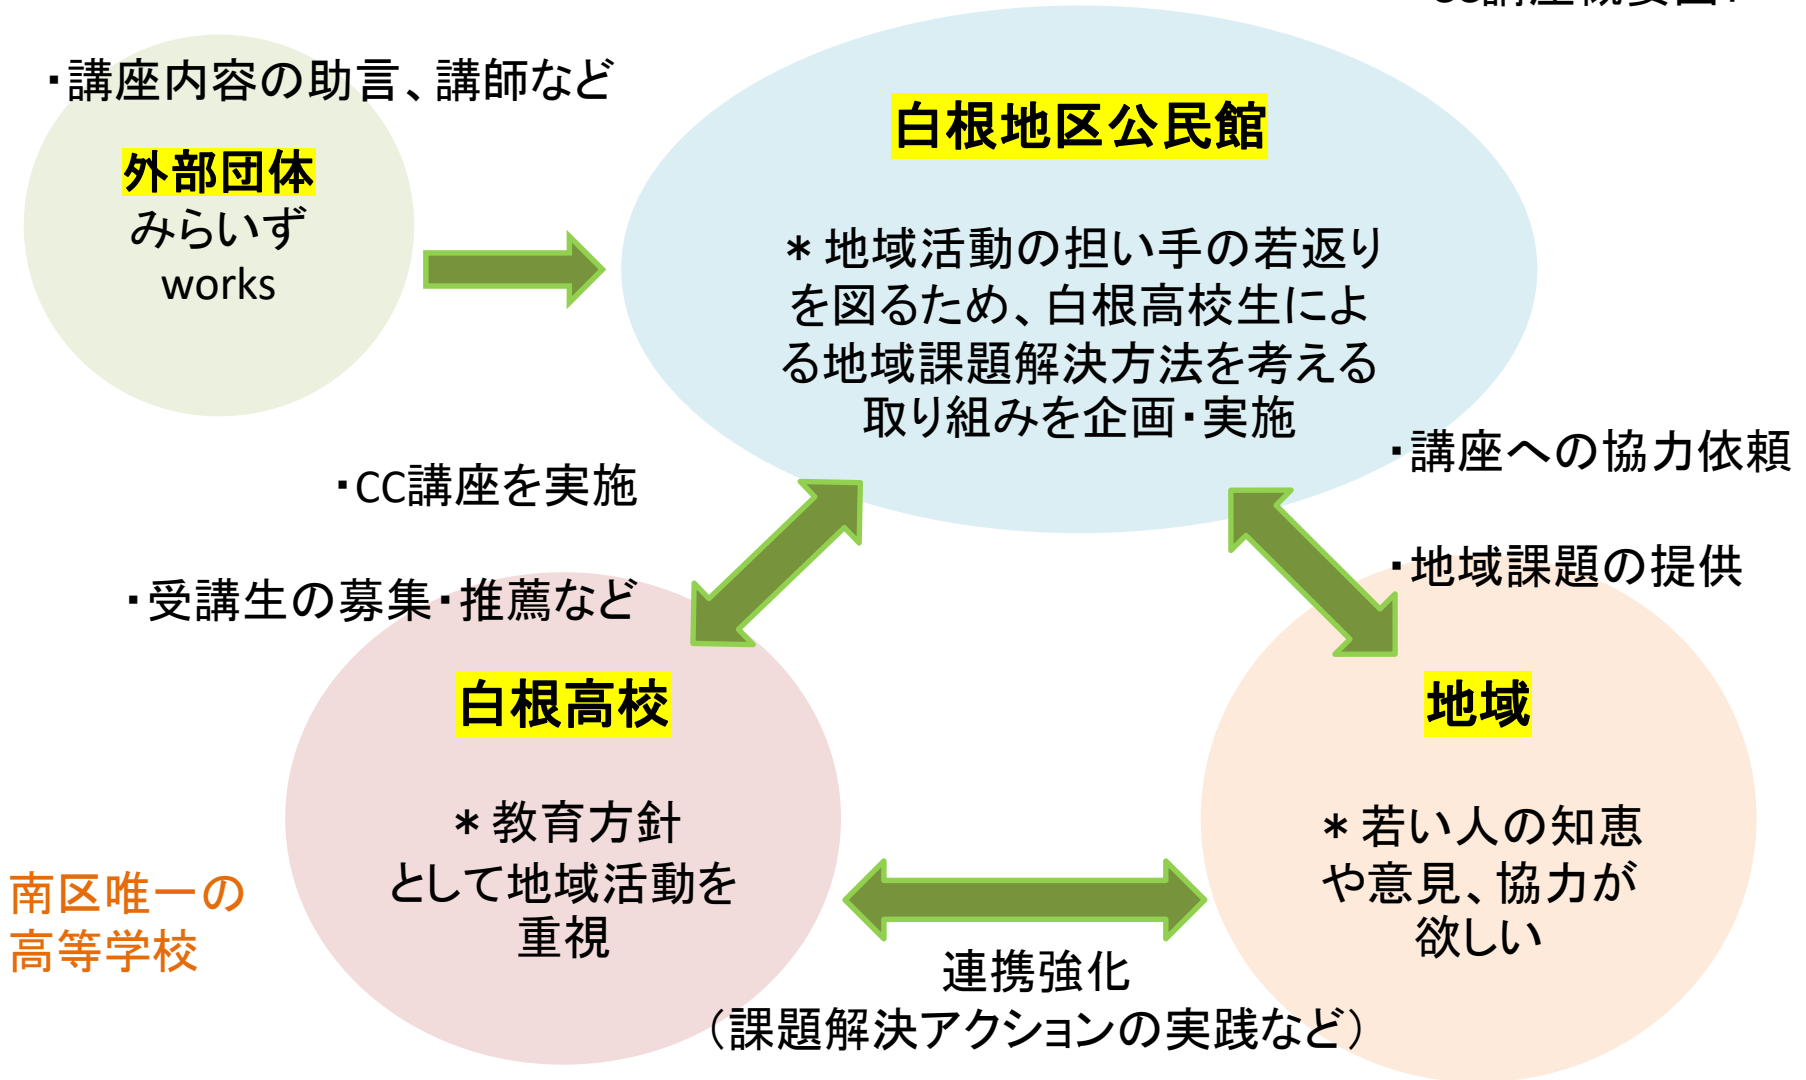 ・講座内容の助言、講師など
外部団体
みらいず
works
白根地区公民館
＊地域活動の担い手の若返り
を図るため、白根高校生によ
る地域課題解決方法を考える
取り組みを企画・実施
・講座への協力依頼
・地域課題の提供
・CC講座を実施
・受講生の募集・推薦など
白根高校
＊教育方針
として地域活動を
重視
南区唯一の
高等学校
地域
＊若い人の知恵
や意見、協力が
欲しい
連携強化
（課題解決アクションの実践など）